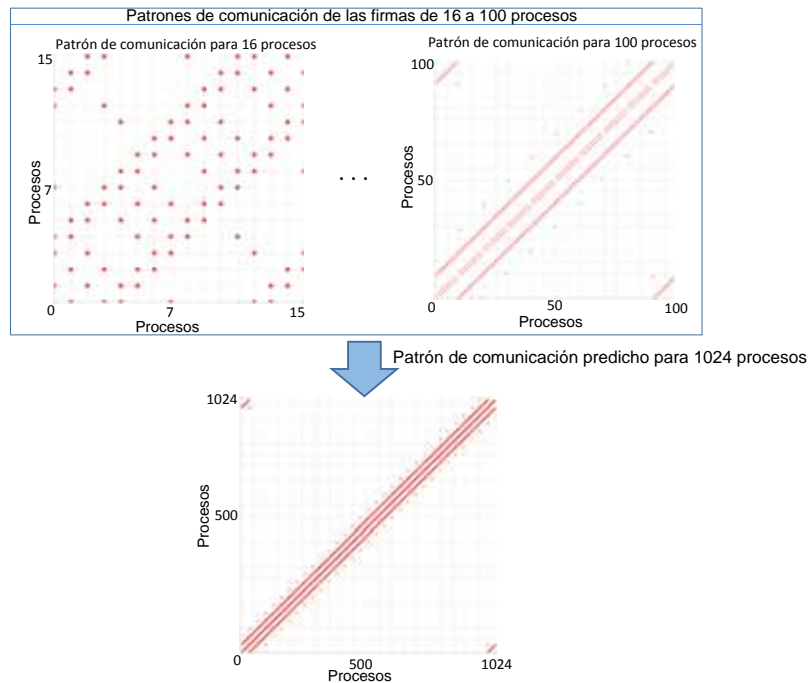 Patrones de comunicación de las firmas de 16 a 100 procesos
Patrón de comunicación para 16 procesos
15
7
Procesos
0
7
15
Procesos
. . .
Patrón de comunicación para 100 procesos
100
50
Procesos
0
50
100
Procesos
Patrón de comunicación predicho para 1024 procesos
1024
500
Procesos
0
500
1024
Procesos